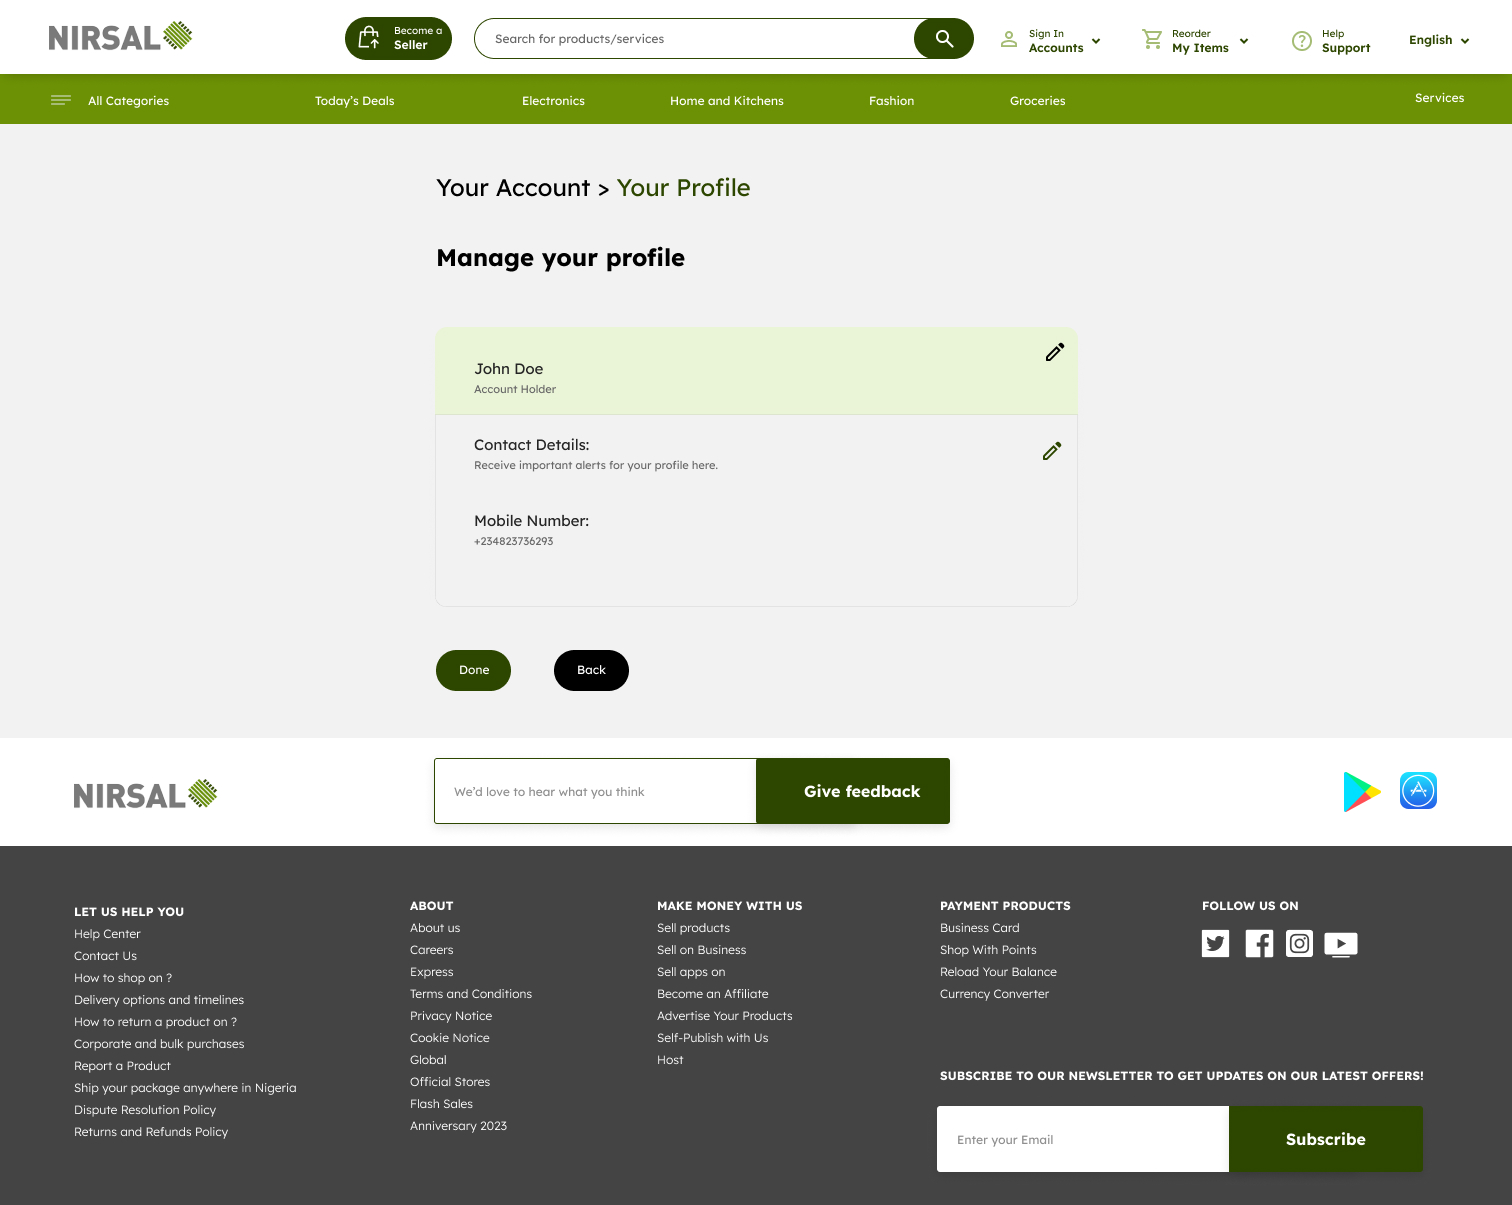 NIRSAL
Become a
Seller
Search for products/services
Sign In
Accounts
Reorder
My Items
Help
Support
English
All Categories
Today's Deals
Electronics
Home and Kitchens
Fashion
Groceries
Services
Your Account > Your Profile
Manage your profile
John Doe
Account Holder
Contact Details:
Receive important alerts for your profile here.
Mobile Number:
+234823736293
Done
Back
NIRSAL
We'd love to hear what you think
Give feedback
LET US HELP YOU
Help Center
Contact Us
How to shop on ?
Delivery options and timelines
How to return a product on ?
Corporate and bulk purchases
Report a Product
Ship your package anywhere in Nigeria
Dispute Resolution Policy
Returns and Refunds Policy
ABOUT
About us
Careers
Express
Terms and Conditions
Privacy Notice
Cookie Notice
Global
Official Stores
Flash Sales
Anniversary 2023
MAKE MONEY WITH US
Sell products
Sell on Business
Sell apps on
Become an Affiliate
Advertise Your Products
Self-Publish with Us
Host
PAYMENT PRODUCTS
Business Card
Shop With Points
Reload Your Balance
Currency Converter
FOLLOW US ON
SUBSCRIBE TO OUR NEWSLETTER TO GET UPDATES ON OUR LATEST OFFERS!
Enter your Email
Subscribe